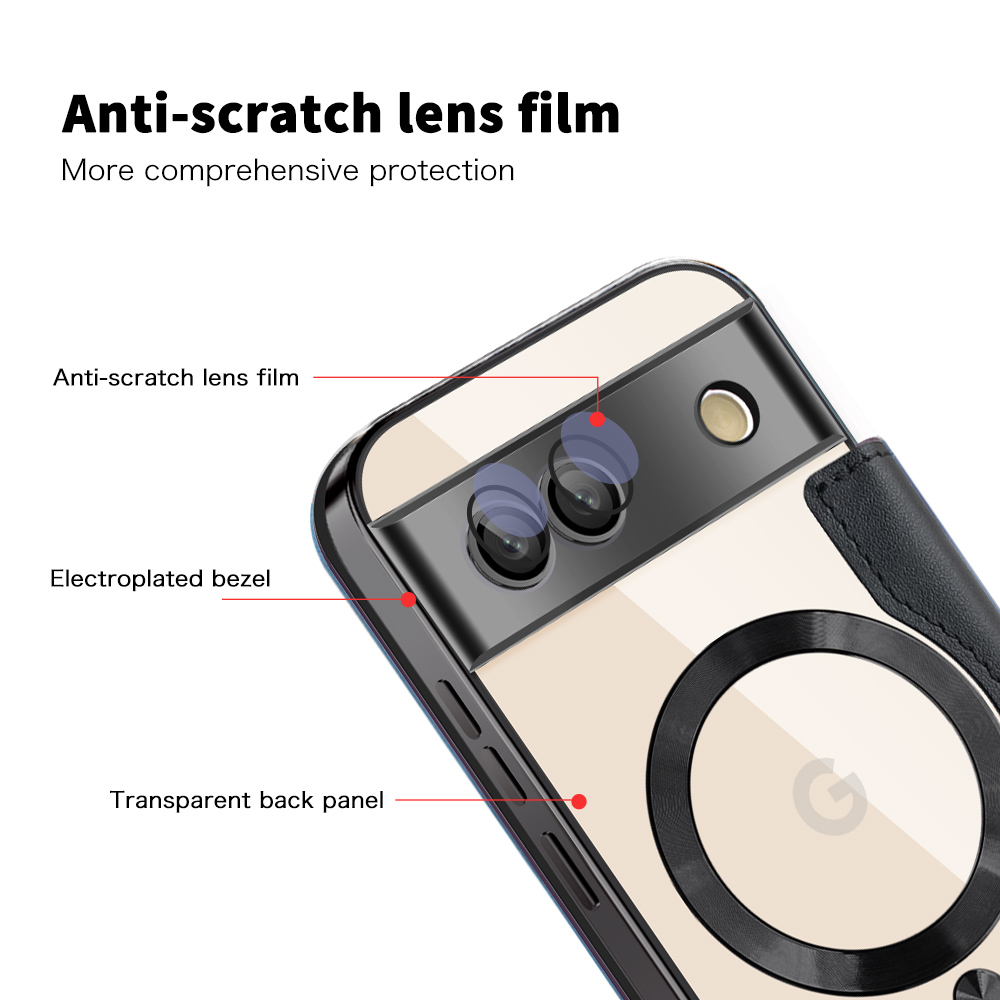 Anti-scratch lens film
More comprehensive protection
Anti-scratch lens film
Electroplated bezel
Transparent back panel
G